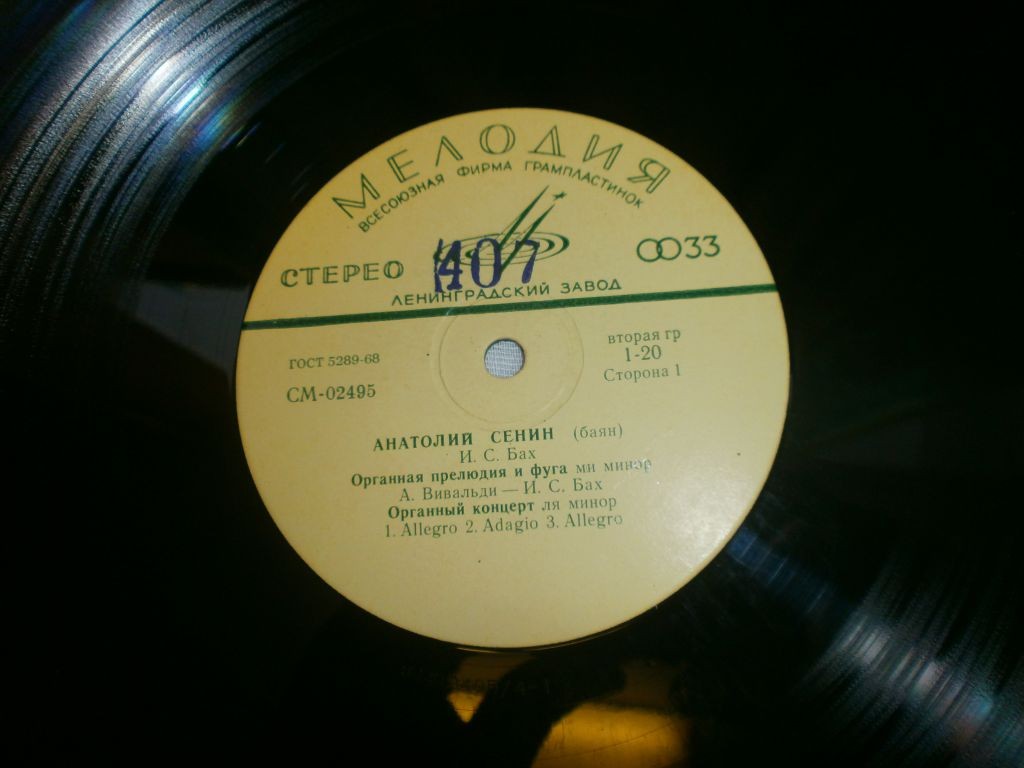 МЕЛОДИЯ
ВСЕСОЮЗНАЯ ФИРМА ГРАМПЛАСТИНОК
СТЕРЕО
407
33
ЛЕНИНГРАДСКИЙ ЗАВОД
ГОСТ 5289-68
СМ-02495
вторая гр
1-20
Сторона 1
АНАТОЛИЙ СЕНИН (баян)
И. С. Бах
Органная прелюдия и фуга ми минор
А. Вивальди — И. С. Бах
Органный концерт ля минор
1. Allegro 2. Adagio 3. Allegro